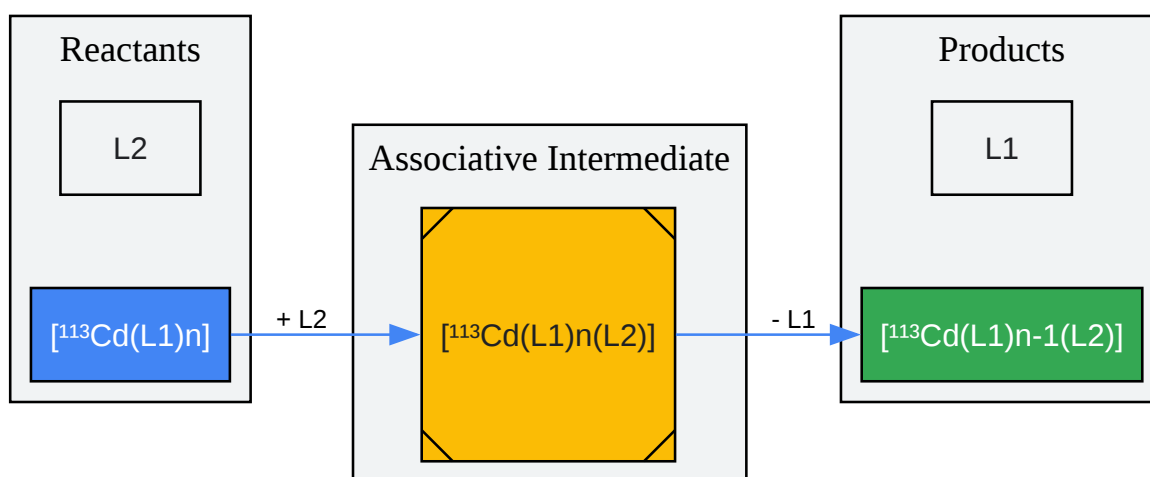 Reactants
L2
[¹¹³Cd(L1)n]
+ L2
Associative Intermediate
[¹¹³Cd(L1)n(L2)]
- L1
Products
L1
[¹¹³Cd(L1)n-1(L2)]